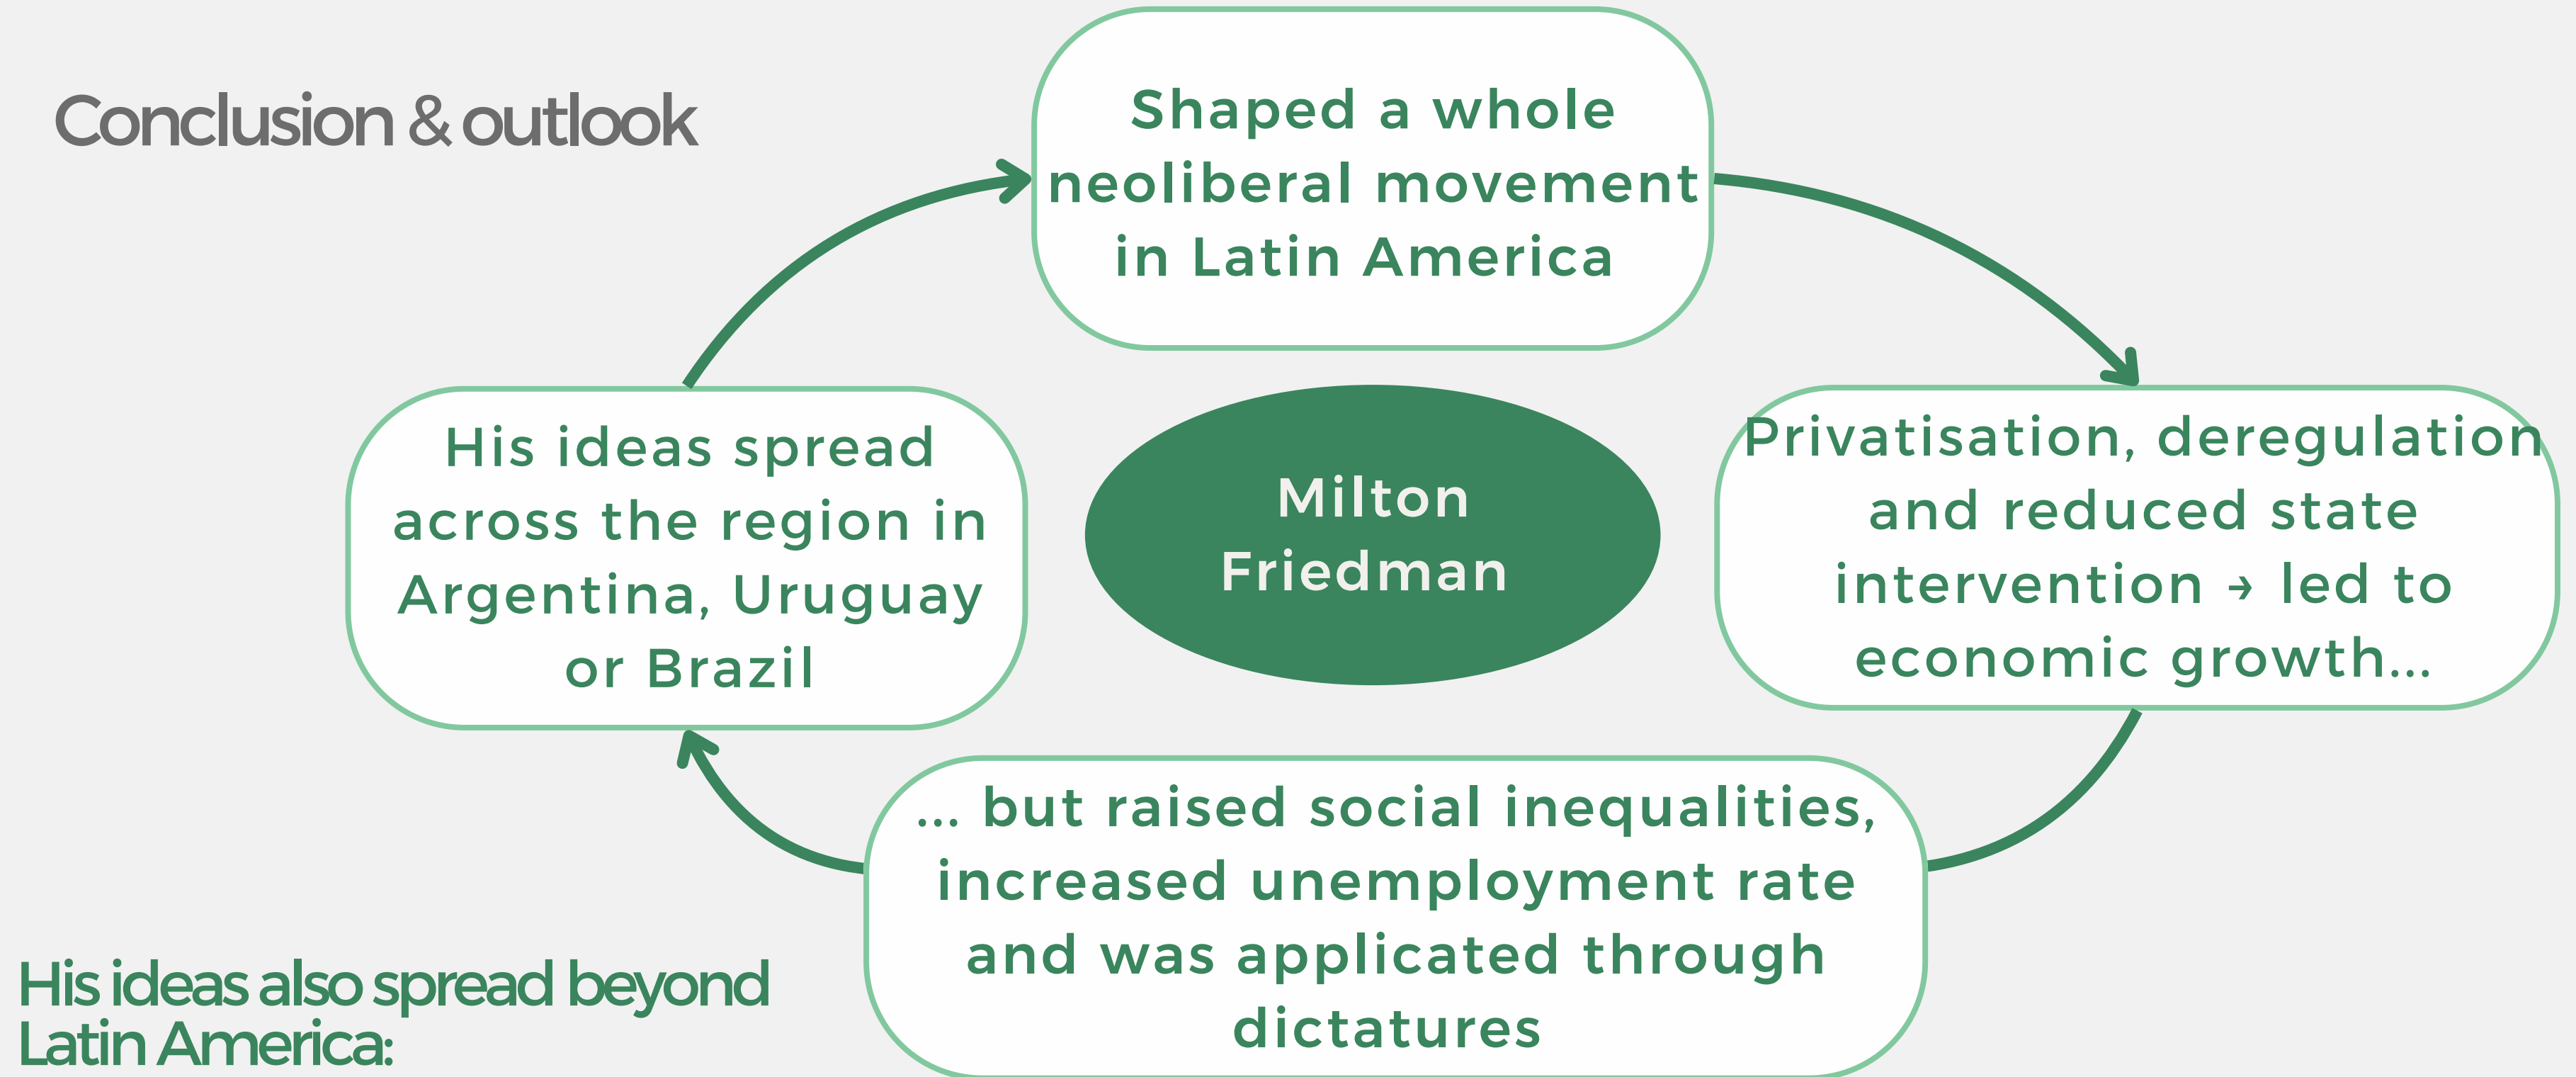 Conclusion & outlook
Shaped a whole
neoliberal movement
in Latin America
Privatisation, deregulation
and reduced state
intervention → led to
economic growth...
... but raised social inequalities,
increased unemployment rate
and was applicated through
dictatures
His ideas spread
across the region in
Argentina, Uruguay
or Brazil
Milton
Friedman
His ideas also spread beyond
Latin America: